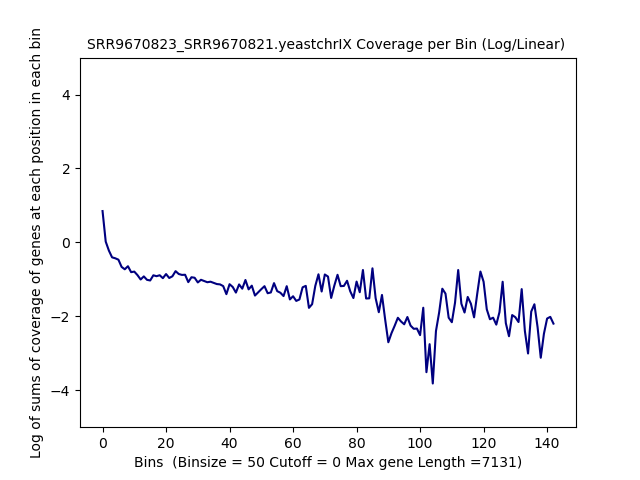 SRR9670823_SRR9670821.yeastchrIX Coverage per Bin (Log/Linear)
Log of sums of coverage of genes at each position in each bin
4
2
0
−2
−4
0 20 40 60 80 100 120 140
Bins  (Binsize = 50 Cutoff = 0 Max gene Length =7131)